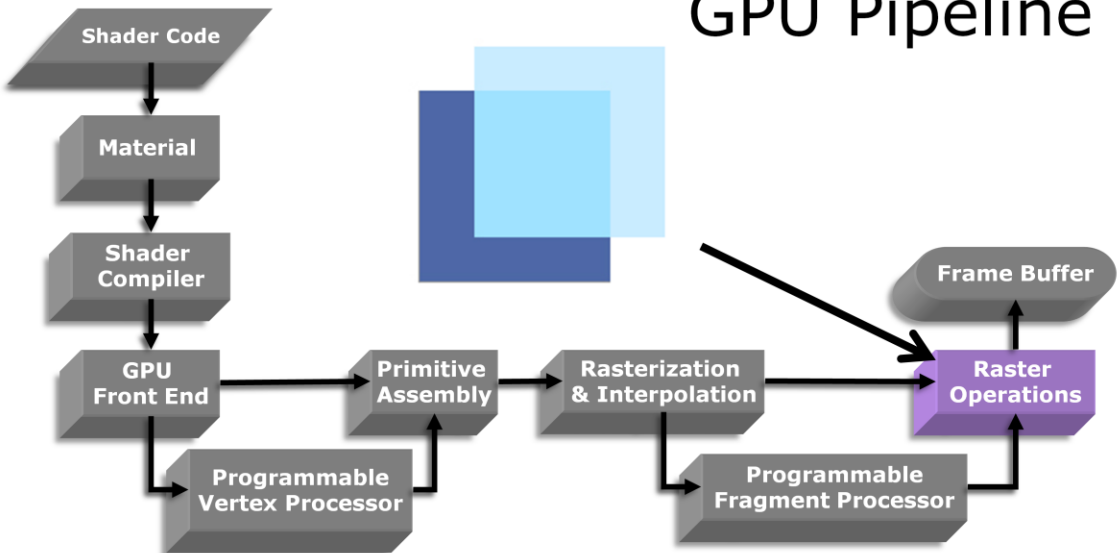 GPU Pipeline
Shader Code
Material
Shader
Compiler
Frame Buffer
GPU
Front End
Primitive
Assembly
Rasterization
& Interpolation
Raster
Operations
Programmable
Vertex Processor
Programmable
Fragment Processor